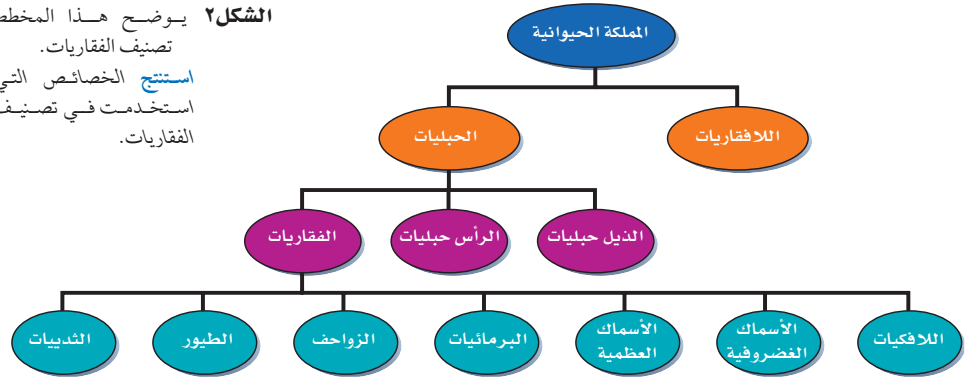 الشكل٢ يوضح هذا المخطط
تصنيف الفقاريات.
استنتج الخصائص التي
استخدمت في تصنيف
الفقاريات.
المملكة الحيوانية
اللافقاريات
الحبليات
الذيل حبليات
الرأس حبليات
الفقاريات
اللافكيات
الأسماك
الغضروفية
الأسماك
العظمية
البرمائيات
الزواحف
الطيور
الثدييات